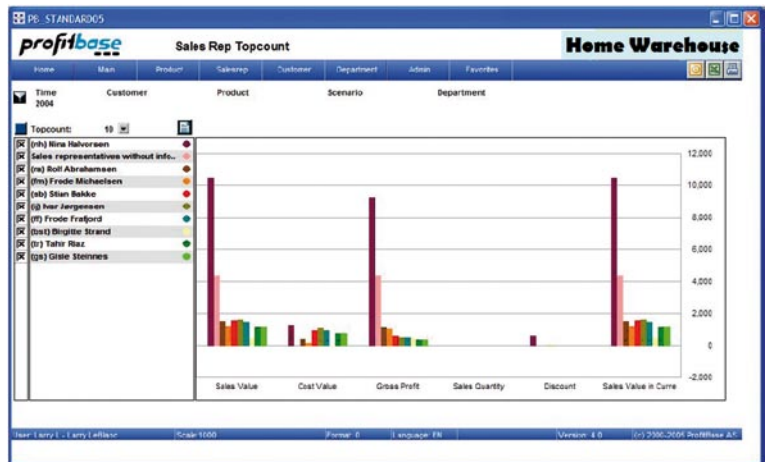 PB- STANDARD05
profitbase
Sales Rep Topcount
Home Warehouse
Home Main Product Salesrep Customer Department Admin Favorites
Time Customer Product Scenario Department
2004
Topcount: 10
(nh) Nina Halvorsen
Sales representatives without info..
(ra) Rolf Abrahamsen
(fm) Frode Michaelsen
(sb) Stian Bakke
(ij) Ivar Jørgensen
(ff) Frode Frafjord
(bst) Birgitte Strand
(tr) Tahir Riaz
(gs) Gisle Steinnes
12,000
10,000
8,000
6,000
4,000
2,000
0
-2,000
Sales Value Cost Value Gross Profit Sales Quantity Discount Sales Value in Curre
User: Larry L - Larry LeBlanc Scale: 1000 Format: 0 Language: EN Version: 4.0 (c) 2000-2005 ProfitBase AS